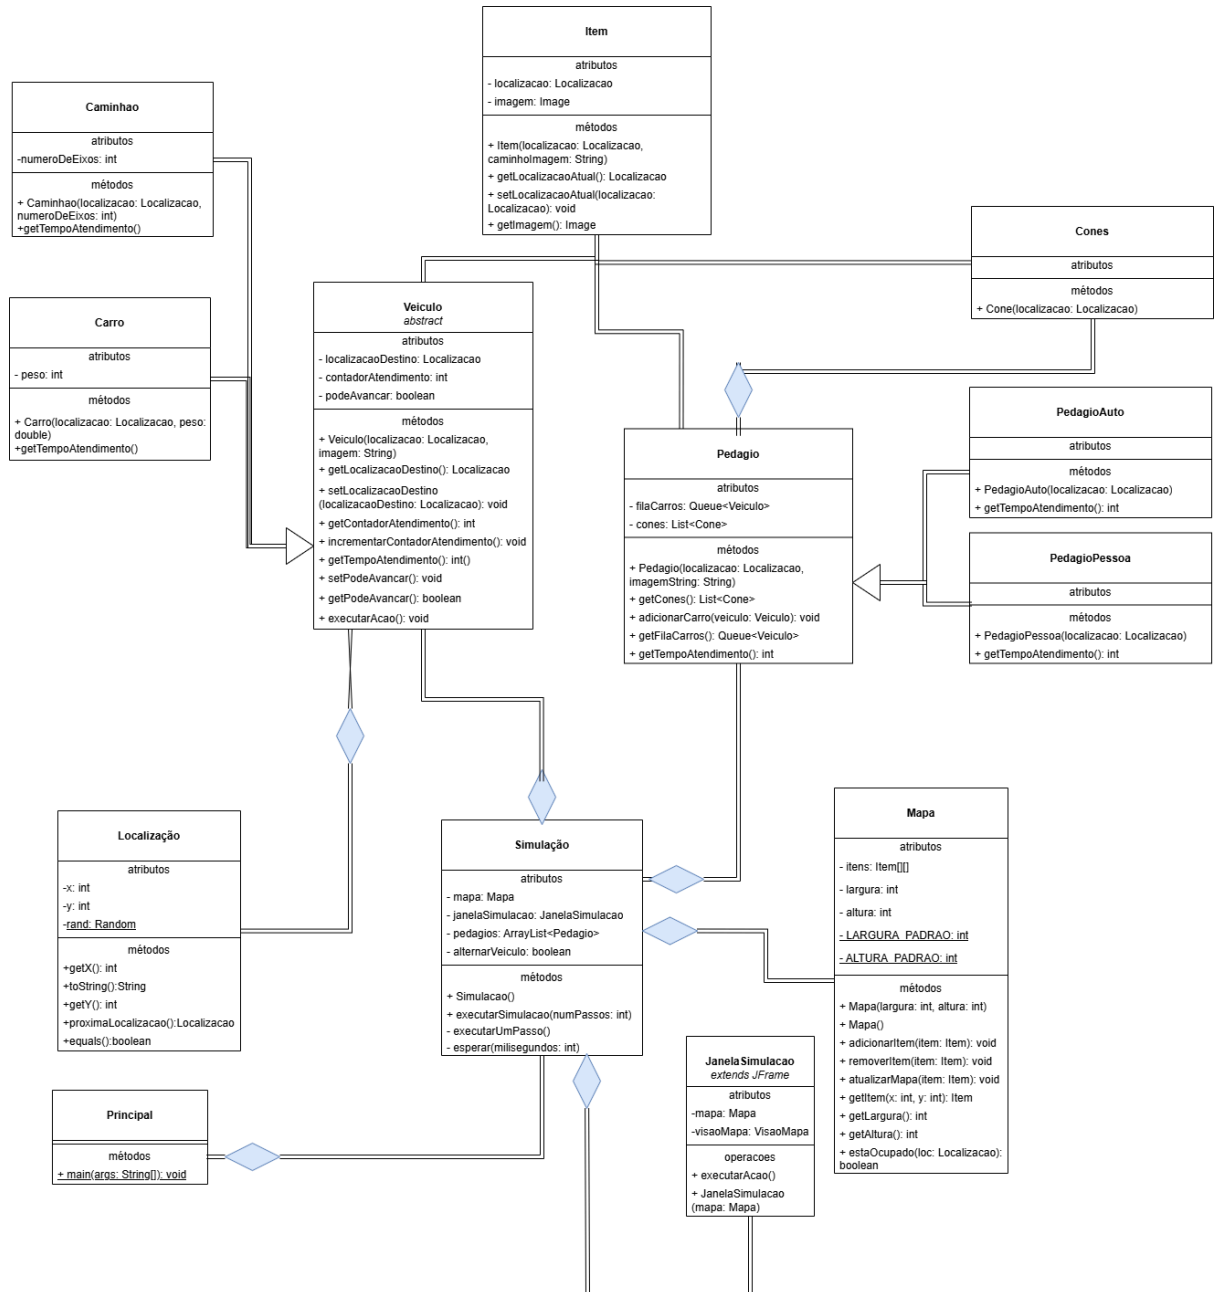 Item
atributos
- localizacao: Localizacao
- imagem: Image
métodos
+ Item(localizacao: Localizacao,
caminhoImagem: String)
+ getLocalizacaoAtual(): Localizacao
+ setLocalizacaoAtual(localizacao:
Localizacao): void
+ getImagem(): Image
Caminhao
atributos
-numeroDeEixos: int
métodos
+ Caminhao(localizacao: Localizacao,
numeroDeEixos: int)
+getTempoAtendimento()
Cones
atributos
métodos
+ Cone(localizacao: Localizacao)
Carro
atributos
- peso: int
métodos
+ Carro(localizacao: Localizacao, peso:
double)
+getTempoAtendimento()
Veiculo
abstract
atributos
- localizacaoDestino: Localizacao
- contadorAtendimento: int
- podeAvancar: boolean
métodos
+ Veiculo(localizacao: Localizacao,
imagem: String)
+ getLocalizacaoDestino(): Localizacao
+ setLocalizacaoDestino
(localizacaoDestino: Localizacao): void
+ getContadorAtendimento(): int
+ incrementarContadorAtendimento(): void
+ getTempoAtendimento(): int()
+ setPodeAvancar(): void
+ getPodeAvancar(): boolean
+ executarAcao(): void
Pedagio
atributos
- filaCarros: Queue<Veiculo>
- cones: List<Cone>
métodos
+ Pedagio(localizacao: Localizacao,
imagemString: String)
+ getCones(): List<Cone>
+ adicionarCarro(veiculo: Veiculo): void
+ getFilaCarros(): Queue<Veiculo>
+ getTempoAtendimento(): int
PedagioAuto
atributos
métodos
+ PedagioAuto(localizacao: Localizacao)
+ getTempoAtendimento(): int
PedagioPessoa
atributos
métodos
+ PedagioPessoa(localizacao: Localizacao)
+ getTempoAtendimento(): int
Localização
atributos
-x: int
-y: int
-rand: Random
métodos
+getX(): int
+toString():String
+getY(): int
+proximaLocalizacao():Localizacao
+equals():boolean
Simulação
atributos
- mapa: Mapa
- janelaSimulacao: JanelaSimulacao
- pedagios: ArrayList<Pedagio>
- alternarVeiculo: boolean
métodos
+ Simulacao()
+ executarSimulacao(numPassos: int)
- executarUmPasso()
- esperar(milisegundos: int)
Mapa
atributos
- itens: Item[][]
- largura: int
- altura: int
- LARGURA_PADRAO: int
- ALTURA_PADRAO: int
métodos
+ Mapa(largura: int, altura: int)
+ Mapa()
+ adicionarItem(item: Item): void
+ removerItem(item: Item): void
+ atualizarMapa(item: Item): void
+ getItem(x: int, y: int): Item
+ getLargura(): int
+ getAltura(): int
+ estaOcupado(loc: Localizacao):
boolean
JanelaSimulacao
extends JFrame
atributos
-mapa: Mapa
-visaoMapa: VisaoMapa
operacoes
+ executarAcao()
+ JanelaSimulacao
(mapa: Mapa)
Principal
métodos
+ main(args: String[]): void